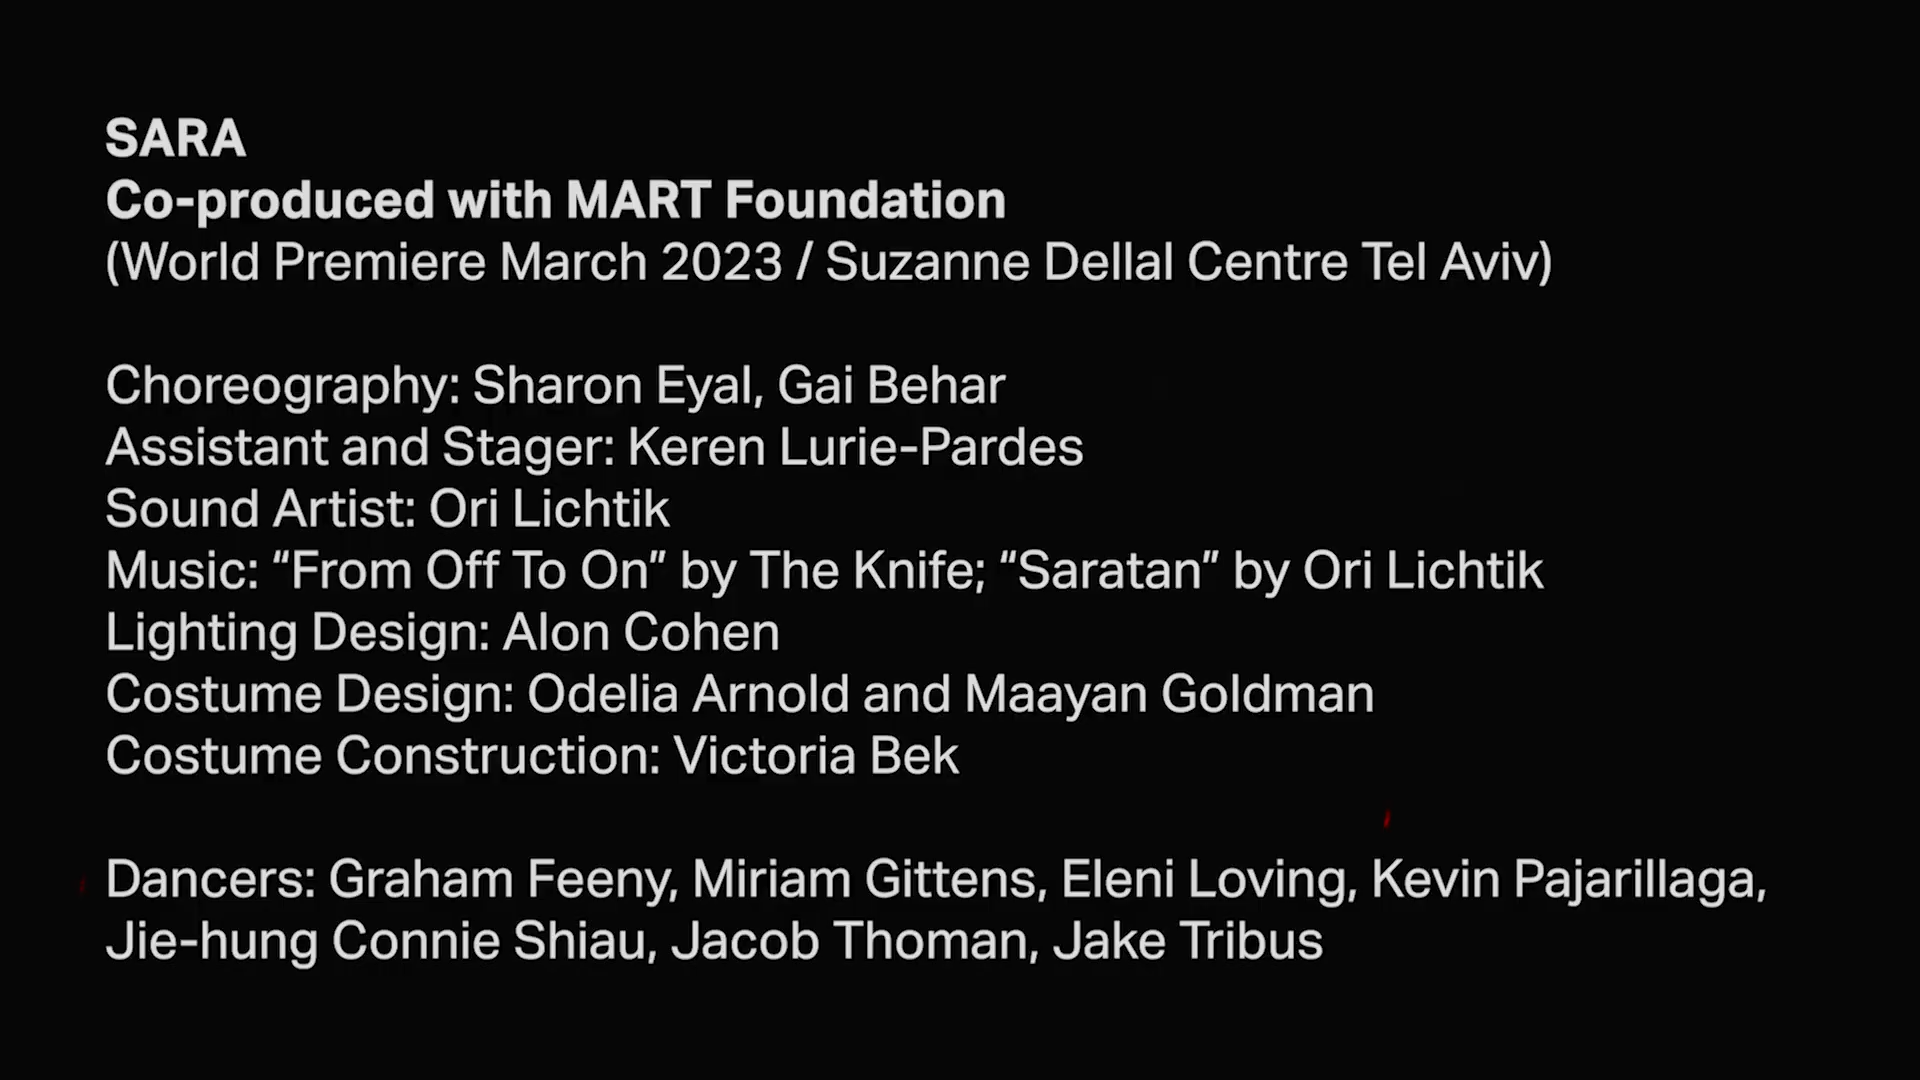 SARA
Co-produced with MART Foundation
(World Premiere March 2023 / Suzanne Dellal Centre Tel Aviv)
Choreography: Sharon Eyal, Gai Behar
Assistant and Stager: Keren Lurie-Pardes
Sound Artist: Ori Lichtik
Music: “From Off To On” by The Knife; “Saratan” by Ori Lichtik
Lighting Design: Alon Cohen
Costume Design: Odelia Arnold and Maayan Goldman
Costume Construction: Victoria Bek
Dancers: Graham Feeny, Miriam Gittens, Eleni Loving, Kevin Pajarillaga,
Jie-hung Connie Shiau, Jacob Thoman, Jake Tribus